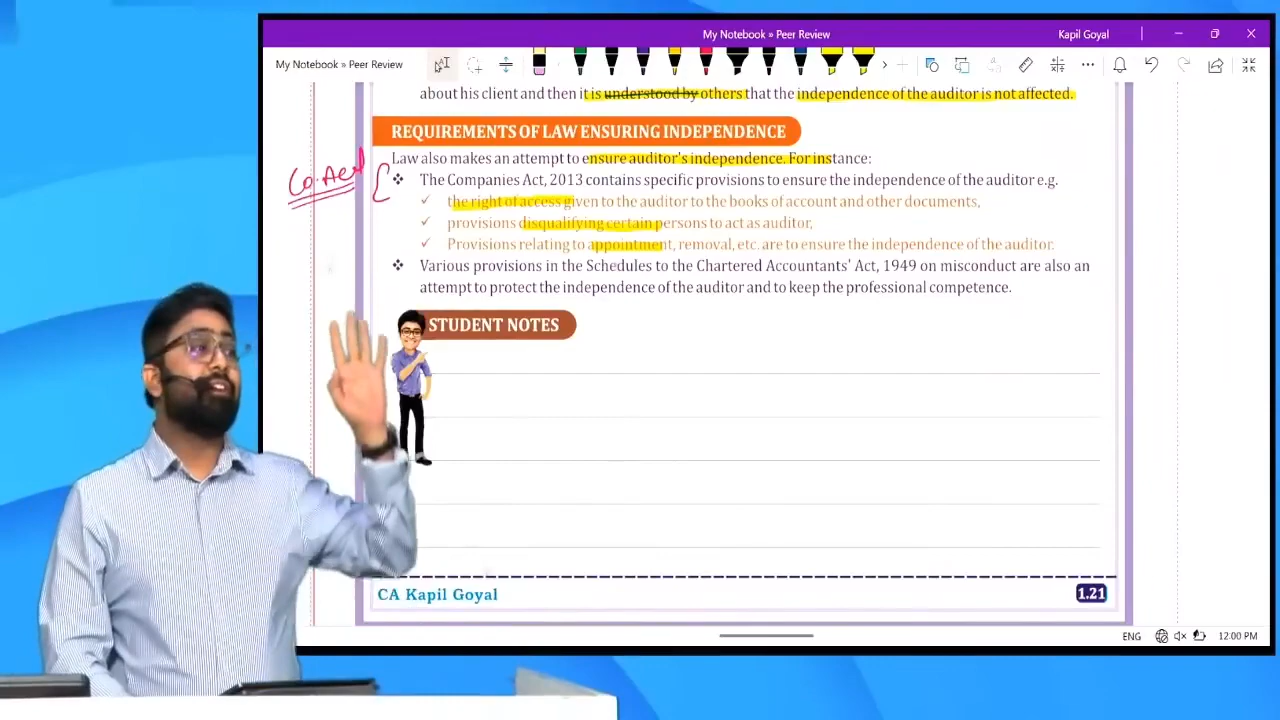 My Notebook » Peer Review
Kapil Goyal
My Notebook » Peer Review
about his client and then it is understood by others that the independence of the auditor is not affected.
REQUIREMENTS OF LAW ENSURING INDEPENDENCE
Law also makes an attempt to ensure auditor's independence. For instance:
Co. Act
❖ The Companies Act, 2013 contains specific provisions to ensure the independence of the auditor e.g.
✓ the right of access given to the auditor to the books of account and other documents,
✓ provisions disqualifying certain persons to act as auditor,
✓ Provisions relating to appointment, removal, etc. are to ensure the independence of the auditor.
❖ Various provisions in the Schedules to the Chartered Accountants' Act, 1949 on misconduct are also an
attempt to protect the independence of the auditor and to keep the professional competence.
STUDENT NOTES
CA Kapil Goyal
1.21
ENG
12:00 PM